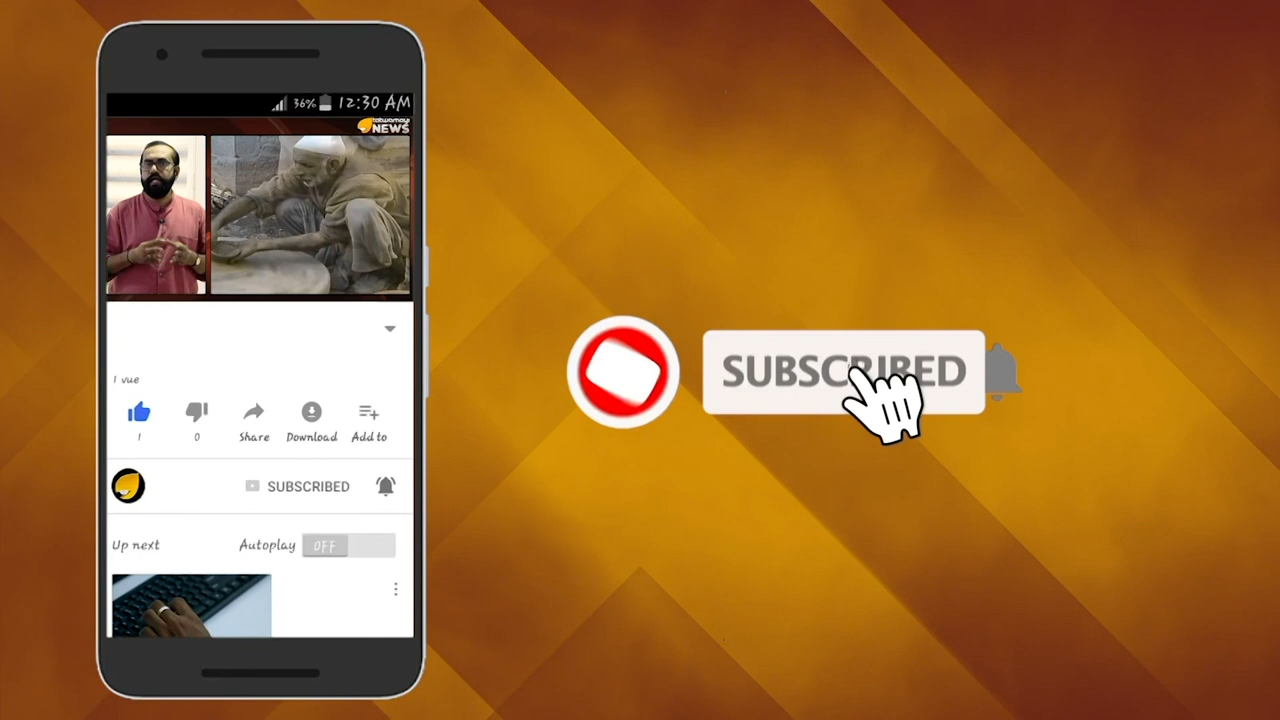 36% 12:30 AM
tatwamayi
NEWS
1 vue
1 0 Share Download Add to
SUBSCRIBED
Up next Autoplay OFF
SUBSCRIBED